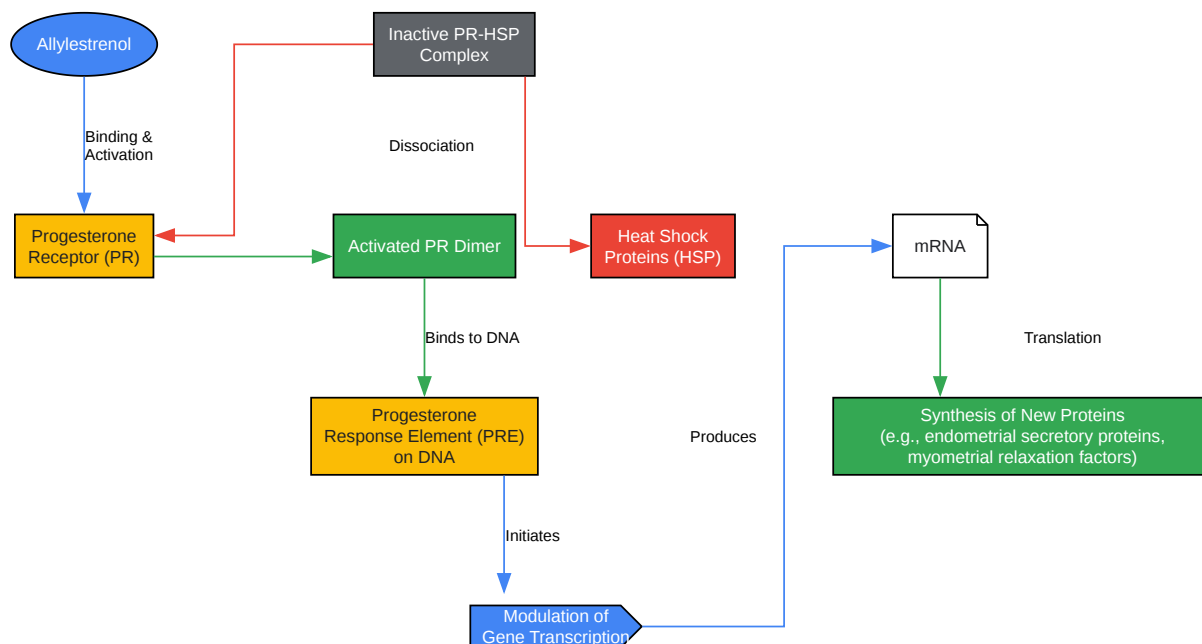 Allylestrenol
Inactive PR-HSP
Complex
Binding &
Activation
Dissociation
Progesterone
Receptor (PR)
Activated PR Dimer
Heat Shock
Proteins (HSP)
mRNA
Binds to DNA
Translation
Progesterone
Response Element (PRE)
on DNA
Produces
Synthesis of New Proteins
(e.g., endometrial secretory proteins,
myometrial relaxation factors)
Initiates
Modulation of
Gene Transcription